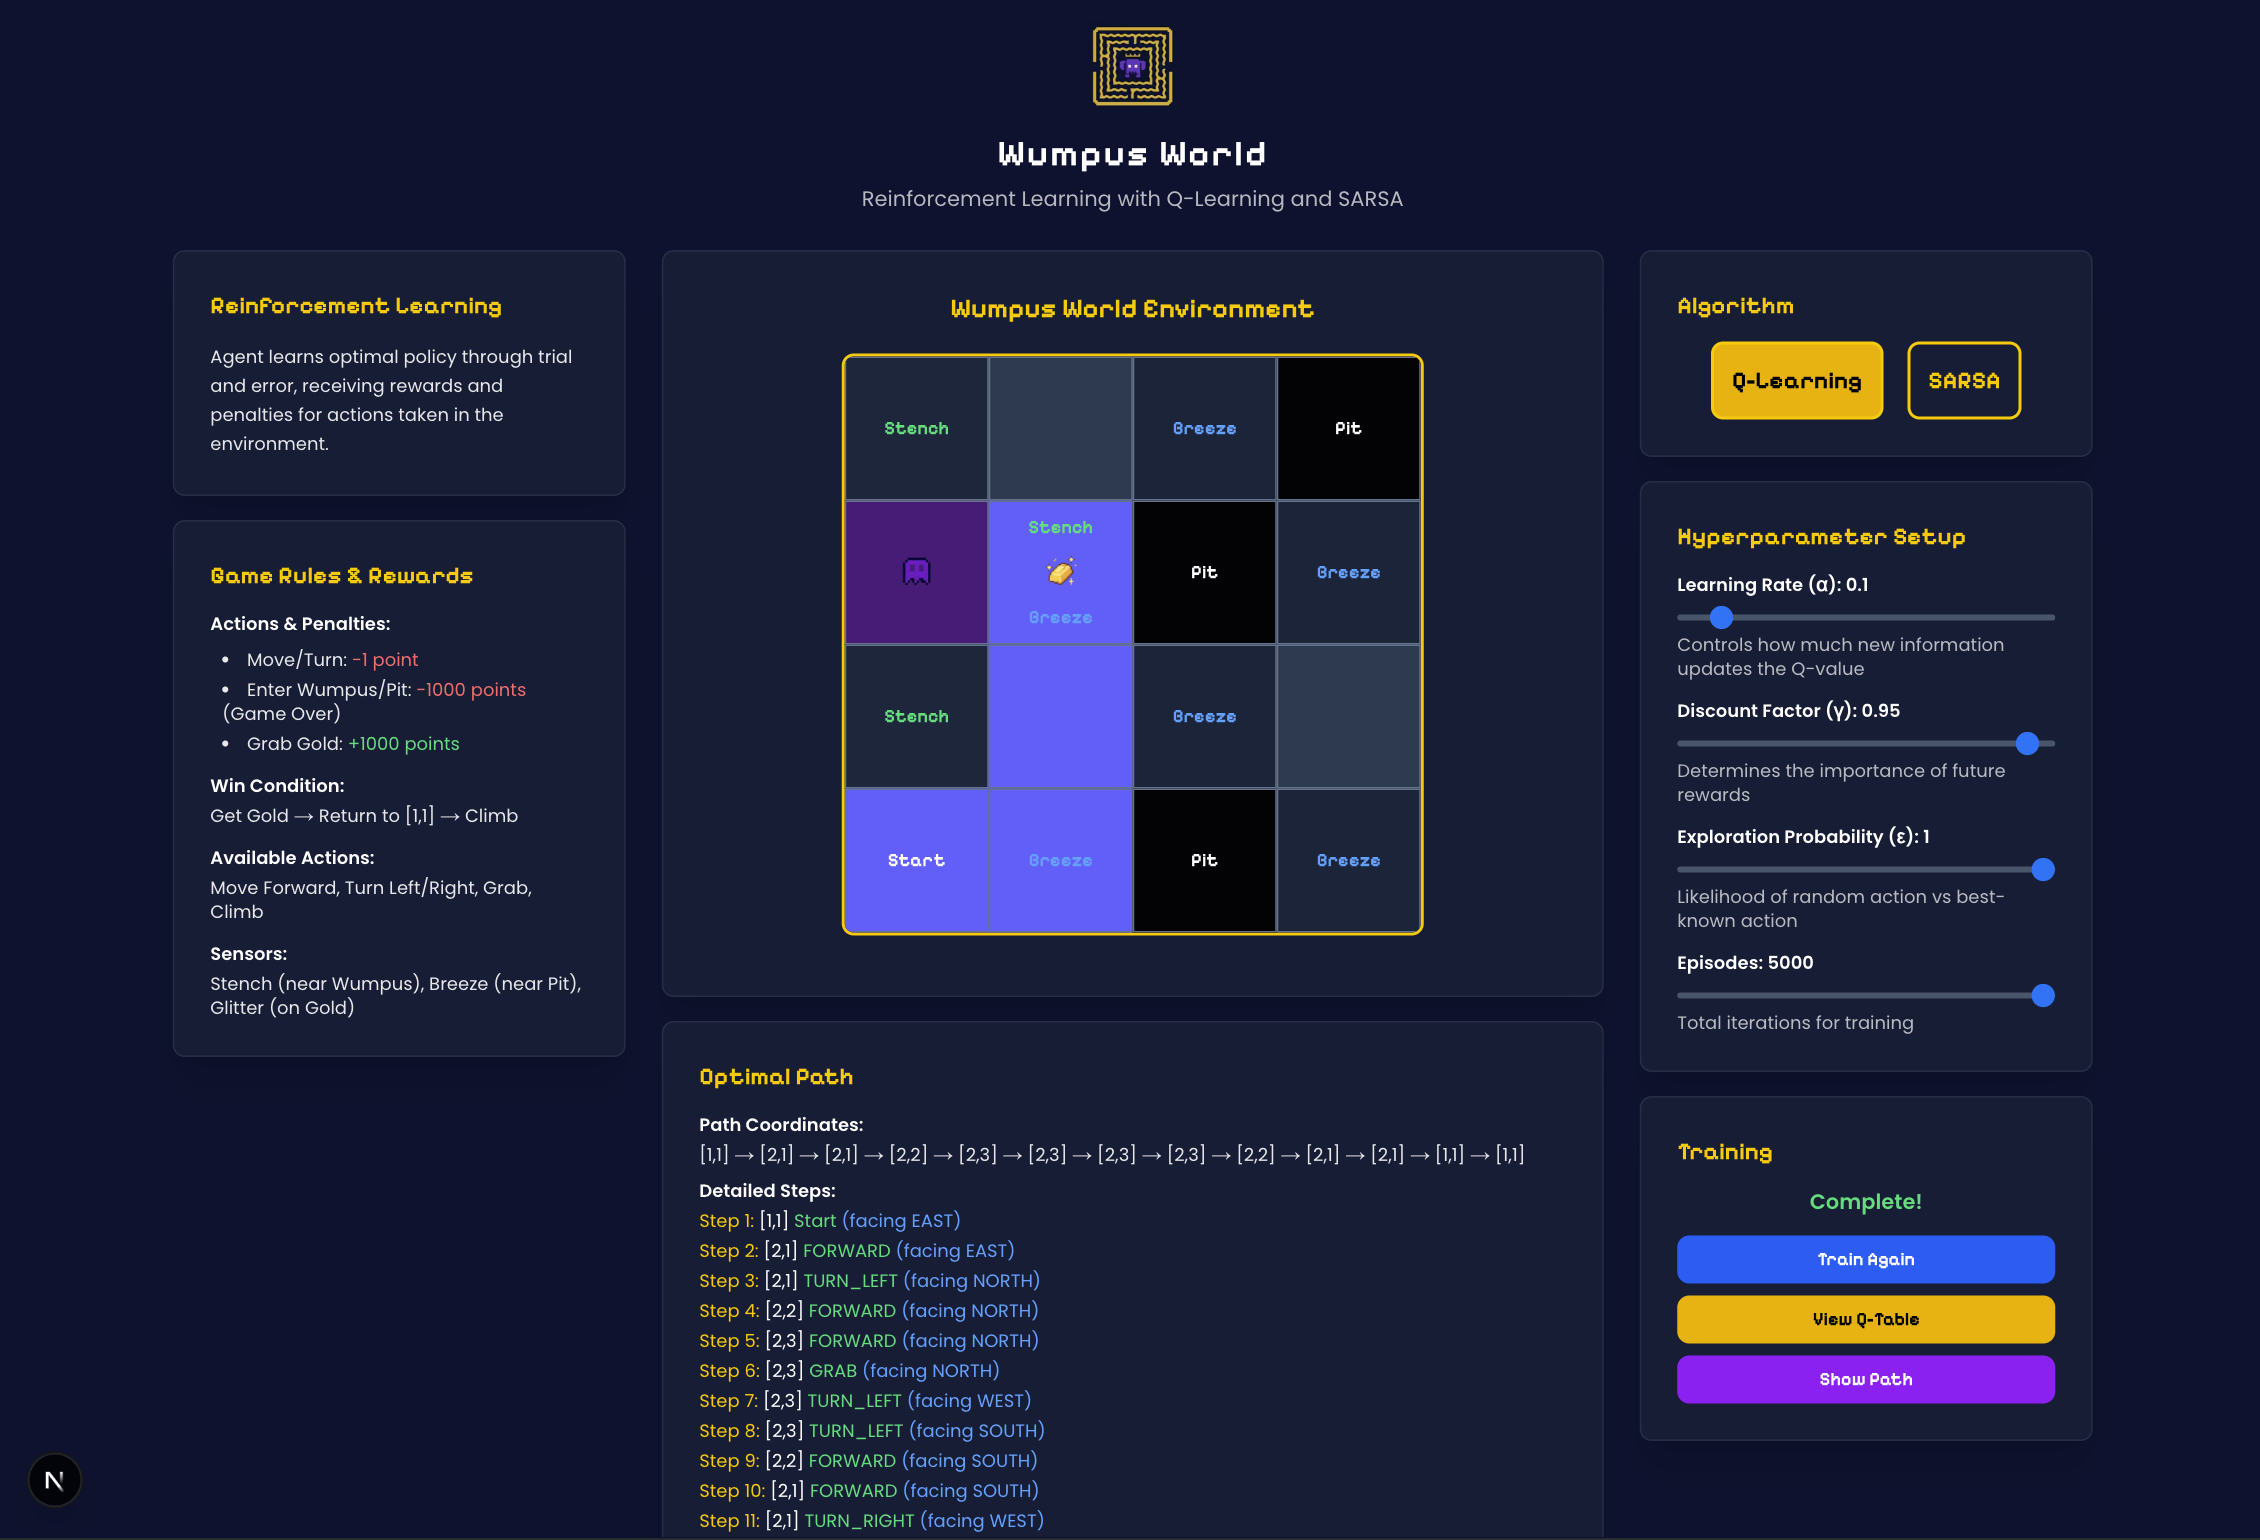 Wumpus World
Reinforcement Learning with Q-Learning and SARSA
Reinforcement Learning
Agent learns optimal policy through trial
and error, receiving rewards and
penalties for actions taken in the
environment.
Game Rules & Rewards
Actions & Penalties:
• Move/Turn: -1 point
• Enter Wumpus/Pit: -1000 points
(Game Over)
• Grab Gold: +1000 points
Win Condition:
Get Gold → Return to [1,1] → Climb
Available Actions:
Move Forward, Turn Left/Right, Grab,
Climb
Sensors:
Stench (near Wumpus), Breeze (near Pit),
Glitter (on Gold)
Wumpus World Environment
Stench
Breeze
Pit
Stench
Breeze
Pit
Breeze
Stench
Breeze
Start
Breeze
Pit
Breeze
Optimal Path
Path Coordinates:
[1,1] → [2,1] → [2,1] → [2,2] → [2,3] → [2,3] → [2,3] → [2,3] → [2,2] → [2,1] → [2,1] → [1,1] → [1,1]
Detailed Steps:
Step 1: [1,1] Start (facing EAST)
Step 2: [2,1] FORWARD (facing EAST)
Step 3: [2,1] TURN_LEFT (facing NORTH)
Step 4: [2,2] FORWARD (facing NORTH)
Step 5: [2,3] FORWARD (facing NORTH)
Step 6: [2,3] GRAB (facing NORTH)
Step 7: [2,3] TURN_LEFT (facing WEST)
Step 8: [2,3] TURN_LEFT (facing SOUTH)
Step 9: [2,2] FORWARD (facing SOUTH)
Step 10: [2,1] FORWARD (facing SOUTH)
Step 11: [2,1] TURN_RIGHT (facing WEST)
Algorithm
Q-Learning
SARSA
Hyperparameter Setup
Learning Rate (α): 0.1
Controls how much new information
updates the Q-value
Discount Factor (γ): 0.95
Determines the importance of future
rewards
Exploration Probability (ε): 1
Likelihood of random action vs best-
known action
Episodes: 5000
Total iterations for training
Training
Complete!
Train Again
View Q-Table
Show Path
N